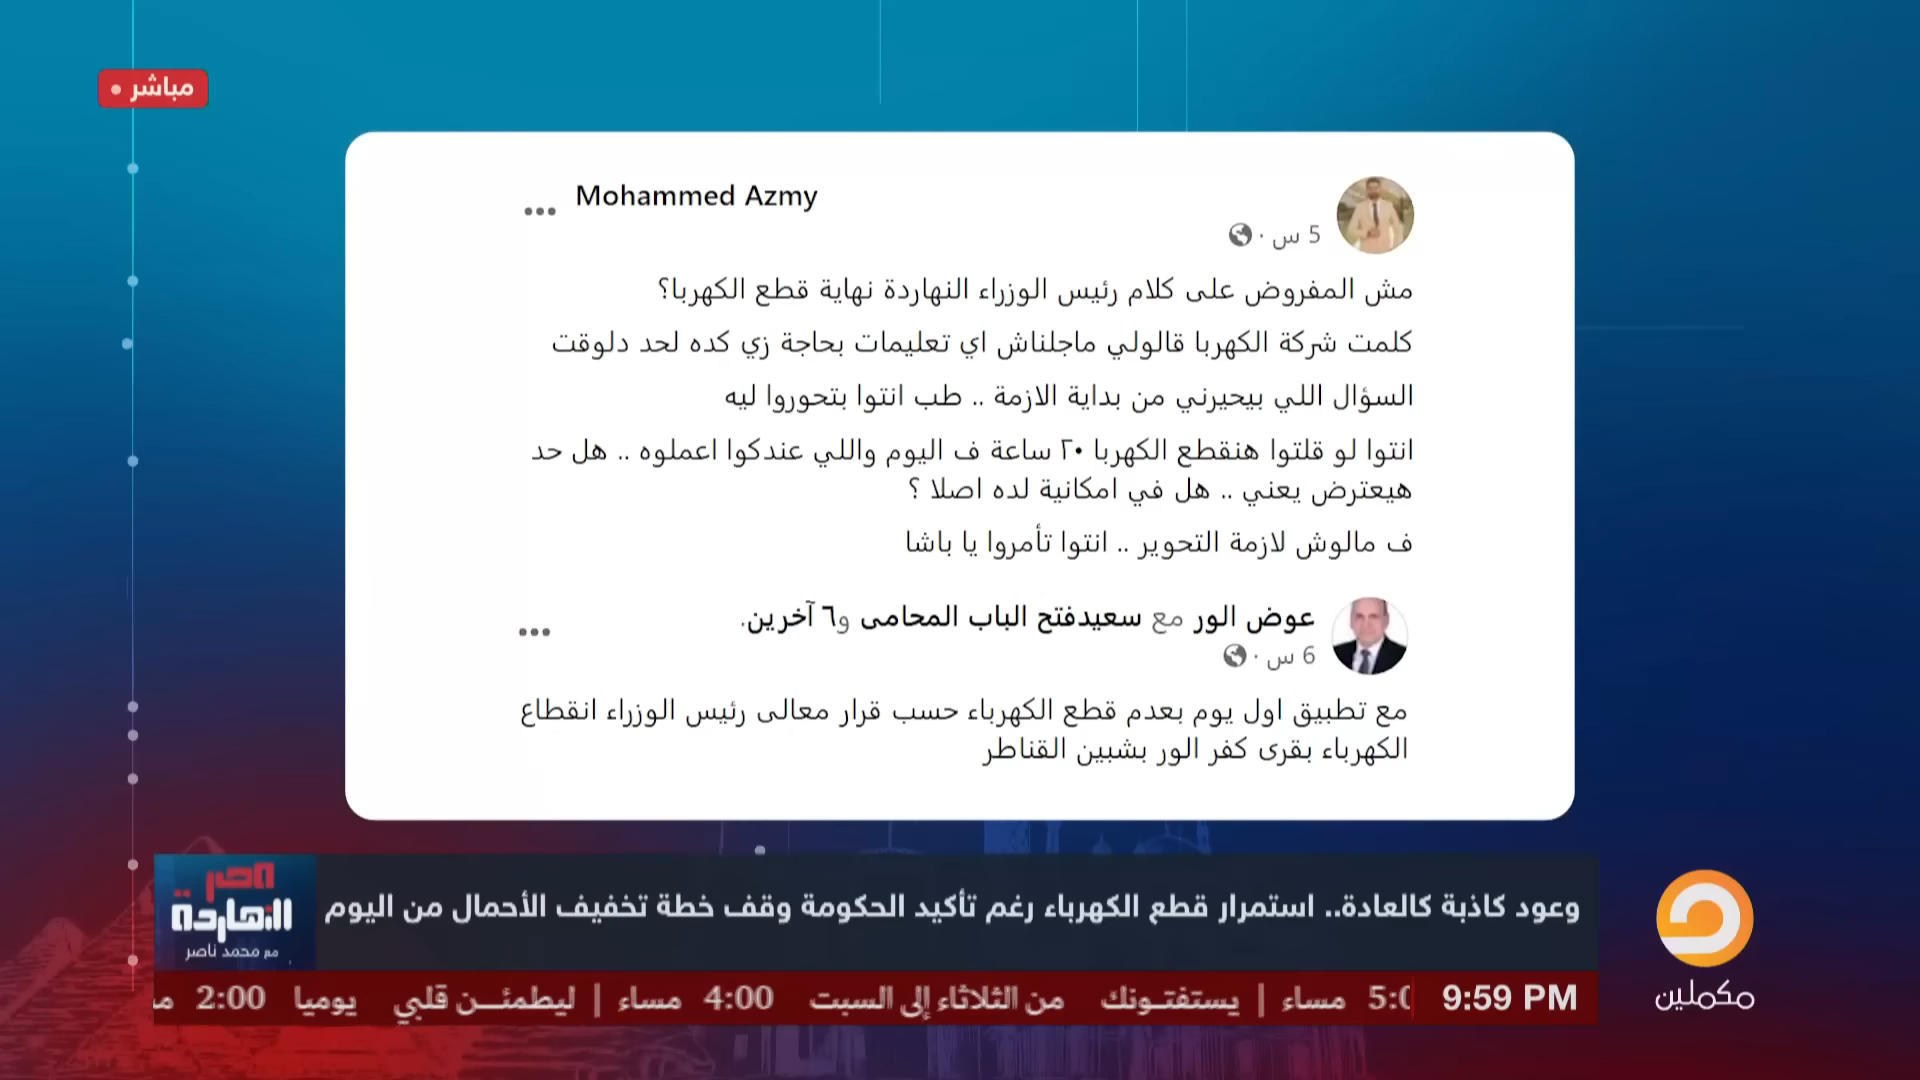 مباشر
Mohammed Azmy
5 س
مش المفروض على كلام رئيس الوزراء النهاردة نهاية قطع الكهربا؟
كلمت شركة الكهربا قالولي ماجلناش اي تعليمات بحاجة زي كده لحد دلوقت
السؤال اللي بيحيرني من بداية الازمة .. طب انتوا بتحوروا ليه
انتوا لو قلتوا هنقطع الكهربا ٢٠ ساعة ف اليوم واللي عندكوا اعملوه .. هل حد
هيعترض يعني .. هل في امكانية لده اصلا ؟
ف مالوش لازمة التحوير .. انتوا تأمروا يا باشا
عوض الور مع سعيدفتح الباب المحامى و٦ آخرين.
6 س
مع تطبيق اول يوم بعدم قطع الكهرباء حسب قرار معالى رئيس الوزراء انقطاع
الكهرباء بقرى كفر الور بشبين القناطر
وعود كاذبة كالعادة.. استمرار قطع الكهرباء رغم تأكيد الحكومة وقف خطة تخفيف الأحمال من اليوم
مصر
النهاردة
مع محمد ناصر
9:59 PM
مساء | يستفتونك من الثلاثاء إلى السبت 4:00 مساء | ليطمئن قلبي يوميا 2:00
مكملين